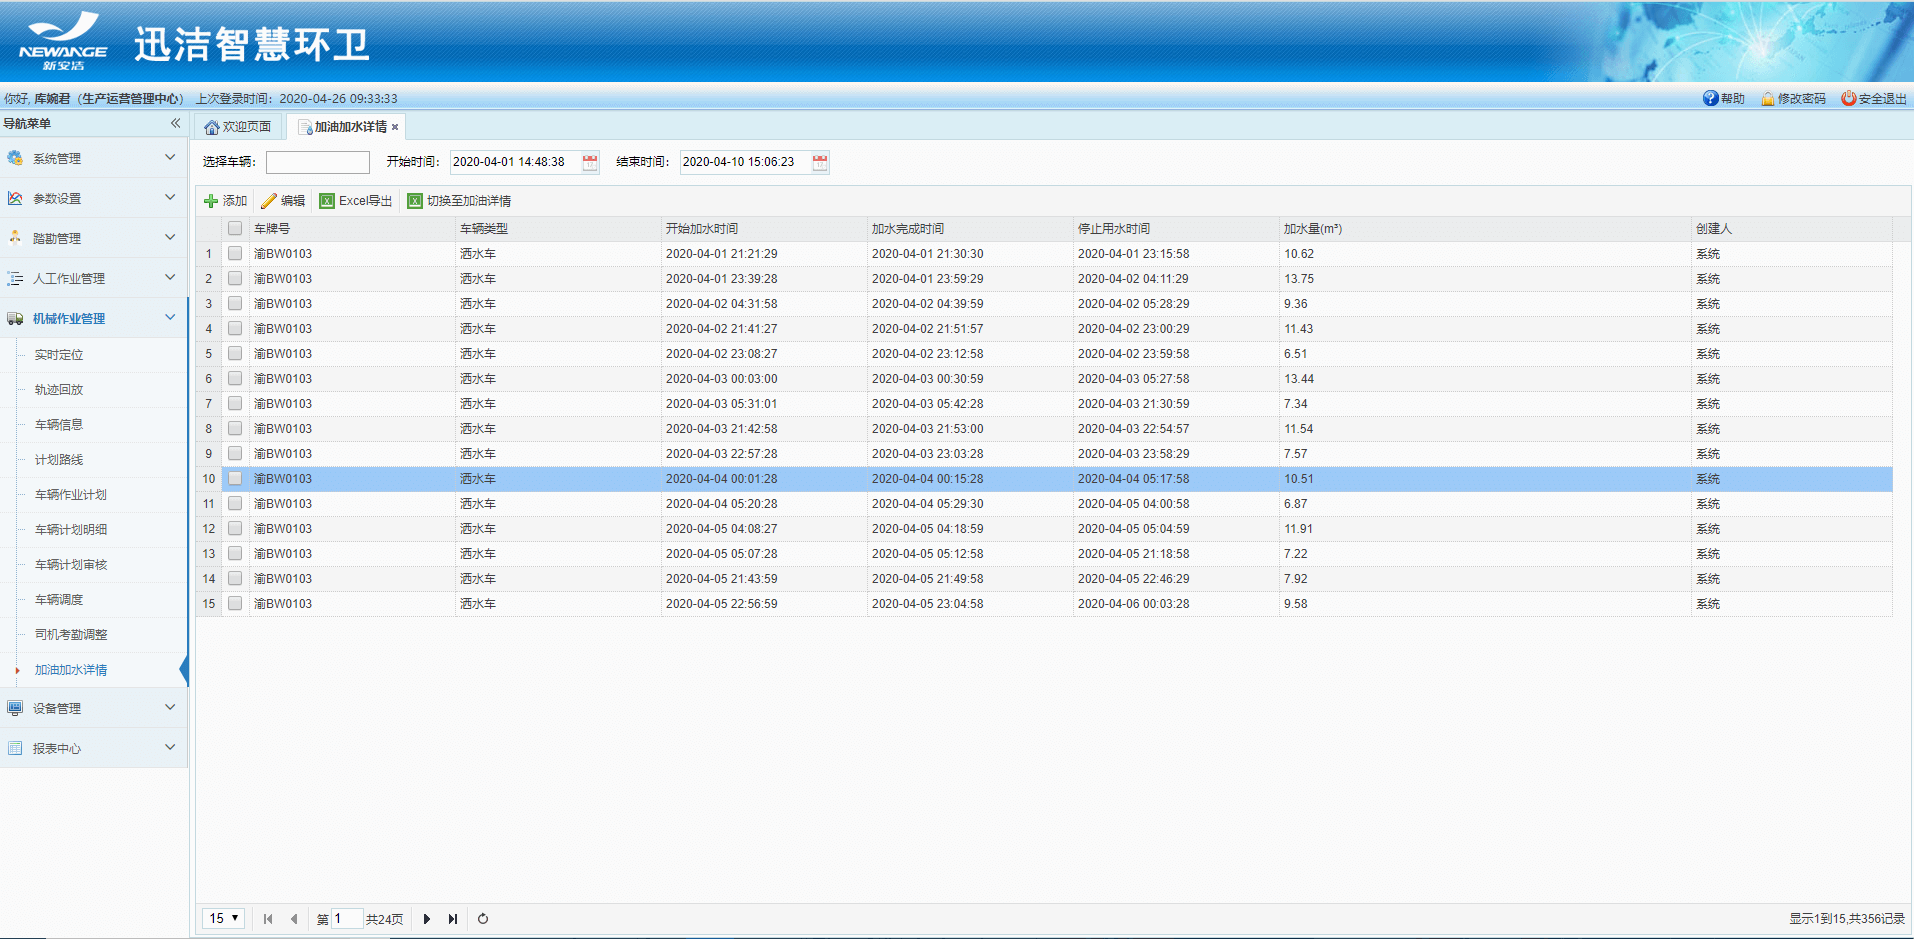 NEWANGE
新安洁
迅洁智慧环卫
你好, 库婉君（生产运营管理中心） 上次登录时间：2020-04-26 09:33:33
帮助 修改密码 安全退出
导航菜单
欢迎页面 加油加水详情
系统管理
参数设置
踏勘管理
人工作业管理
机械作业管理
实时定位
轨迹回放
车辆信息
计划路线
车辆作业计划
车辆计划明细
车辆计划审核
车辆调度
司机考勤调整
加油加水详情
设备管理
报表中心
选择车辆: 开始时间: 2020-04-01 14:48:38 结束时间: 2020-04-10 15:06:23
添加 编辑 Excel导出 切换至加油详情
车牌号 车辆类型 开始加水时间 加水完成时间 停止用水时间 加水量(m³) 创建人
1 渝BW0103 洒水车 2020-04-01 21:21:29 2020-04-01 21:30:30 2020-04-01 23:15:58 10.62 系统
2 渝BW0103 洒水车 2020-04-01 23:39:28 2020-04-01 23:59:29 2020-04-02 04:11:29 13.75 系统
3 渝BW0103 洒水车 2020-04-02 04:31:58 2020-04-02 04:39:59 2020-04-02 05:28:29 9.36 系统
4 渝BW0103 洒水车 2020-04-02 21:41:27 2020-04-02 21:51:57 2020-04-02 23:00:29 11.43 系统
5 渝BW0103 洒水车 2020-04-02 23:08:27 2020-04-02 23:12:58 2020-04-02 23:59:58 6.51 系统
6 渝BW0103 洒水车 2020-04-03 00:03:00 2020-04-03 00:30:59 2020-04-03 05:27:58 13.44 系统
7 渝BW0103 洒水车 2020-04-03 05:31:01 2020-04-03 05:42:28 2020-04-03 21:30:59 7.34 系统
8 渝BW0103 洒水车 2020-04-03 21:42:58 2020-04-03 21:53:00 2020-04-03 22:54:57 11.54 系统
9 渝BW0103 洒水车 2020-04-03 22:57:28 2020-04-03 23:03:28 2020-04-03 23:58:29 7.57 系统
10 渝BW0103 洒水车 2020-04-04 00:01:28 2020-04-04 00:15:28 2020-04-04 05:17:58 10.51 系统
11 渝BW0103 洒水车 2020-04-04 05:20:28 2020-04-04 05:29:30 2020-04-05 04:00:58 6.87 系统
12 渝BW0103 洒水车 2020-04-05 04:08:27 2020-04-05 04:18:59 2020-04-05 05:04:59 11.91 系统
13 渝BW0103 洒水车 2020-04-05 05:07:28 2020-04-05 05:12:58 2020-04-05 21:18:58 7.22 系统
14 渝BW0103 洒水车 2020-04-05 21:43:59 2020-04-05 21:49:58 2020-04-05 22:46:29 7.92 系统
15 渝BW0103 洒水车 2020-04-05 22:56:59 2020-04-05 23:04:58 2020-04-06 00:03:28 9.58 系统
15 第 1 共24页 显示1到15,共356记录